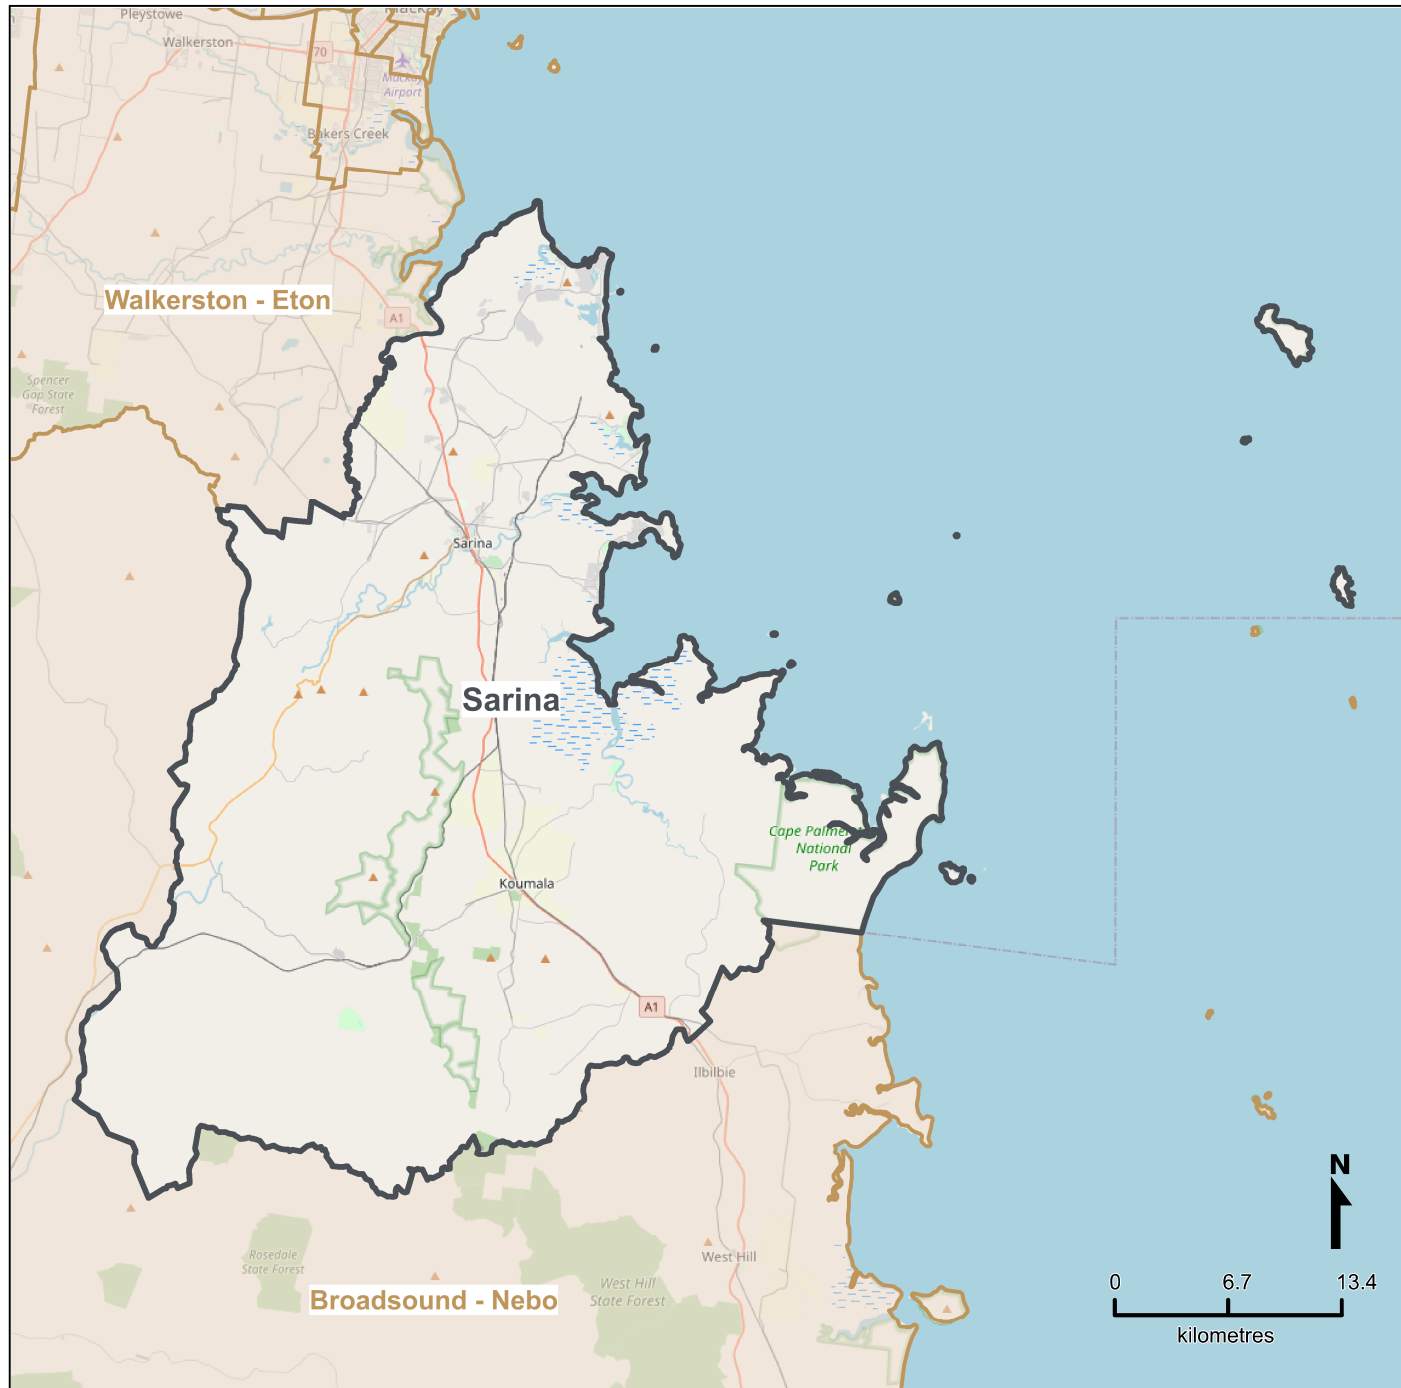 Pleystowe
Mackay
Walkerston
70
Mackay
Airport
Bakers Creek
Walkerston - Eton
A1
Spencer
Gap State
Forest
Sarina
Sarina
Cape Palmer
National
Park
Koumala
A1
Ilbilbie
N
West Hill
Rosedale
State Forest
West Hill
State Forest
Broadsound - Nebo
0 6.7 13.4
kilometres